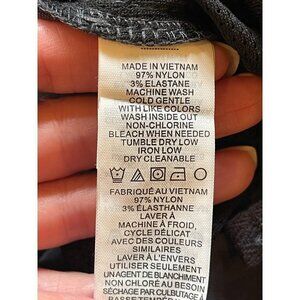 MADE IN VIETNAM
97% NYLON
3% ELASTANE
MACHINE WASH
COLD GENTLE
WITH LIKE COLORS
WASH INSIDE OUT
NON-CHLORINE
BLEACH WHEN NEEDED
TUMBLE DRY LOW
IRON LOW
DRY CLEANABLE
FABRIQUÉ AU VIETNAM
97% NYLON
3% ÉLASTHANNE
LAVER À
MACHINE À FROID,
CYCLE DÉLICAT
AVEC DES COULEURS
SIMILAIRES
LAVER À L'ENVERS
UTILISER SEULEMENT
UN AGENT DE BLANCHIMENT
NON CHLORÉ AU BESOIN
SÉCHAGE PAR CULBUTAGE À
BASSE